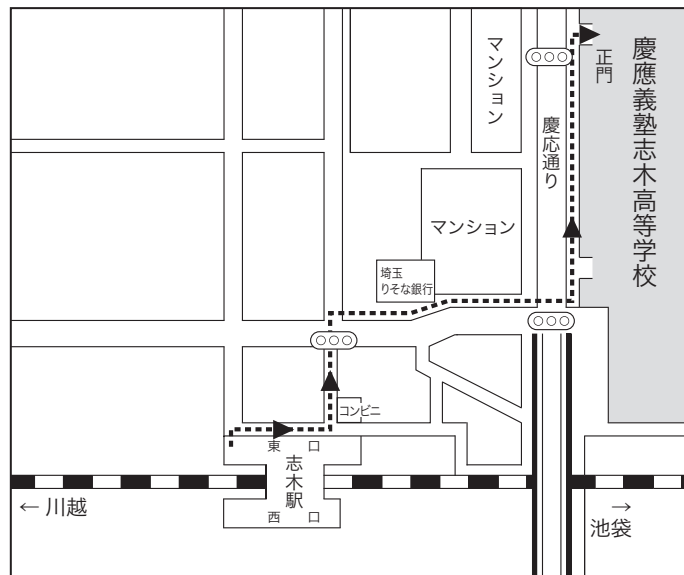 マンション
慶応通り
正門
慶應義塾志木高等学校
マンション
埼玉
りそな銀行
コンビニ
東口
志木駅
西口
← 川越
→
池袋